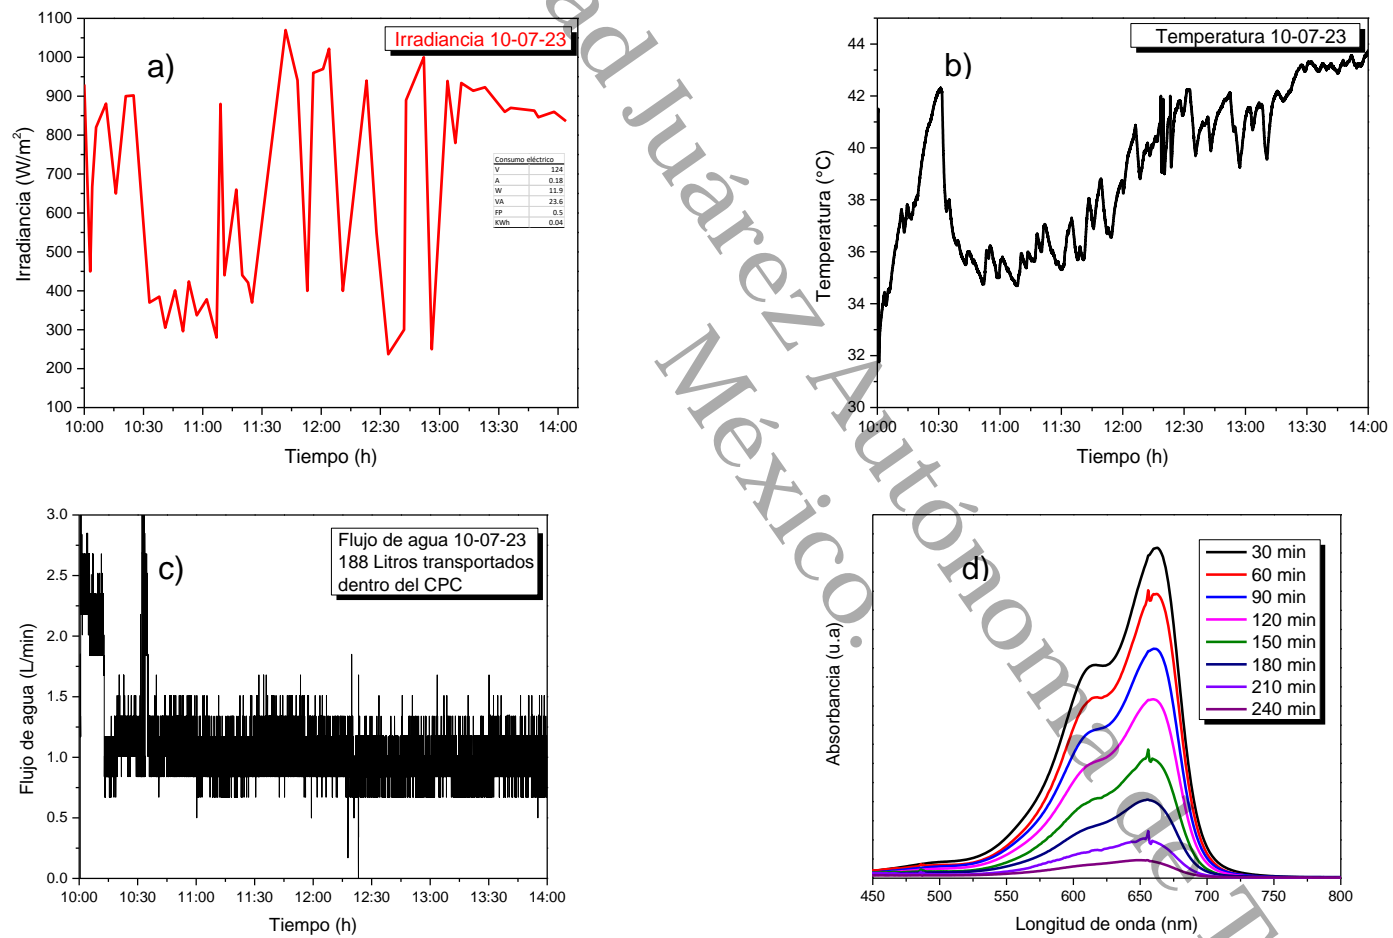 a)
Irradiancia 10-07-23
1100
1000
900
800
700
600
500
400
300
200
100
Irradiancia (W/m²)
Consumo eléctrico
V 124
A 0.18
W 11.9
VA 23.6
FP 0.5
KWh 0.04
10:00 10:30 11:00 11:30 12:00 12:30 13:00 13:30 14:00
Tiempo (h)
b)
Temperatura 10-07-23
44
42
40
38
36
34
32
30
Temperatura (°C)
10:00 10:30 11:00 11:30 12:00 12:30 13:00 13:30 14:00
Tiempo (h)
c)
Flujo de agua 10-07-23
188 Litros transportados
dentro del CPC
3.0
2.5
2.0
1.5
1.0
0.5
0.0
Flujo de agua (L/min)
10:00 10:30 11:00 11:30 12:00 12:30 13:00 13:30 14:00
Tiempo (h)
d)
30 min
60 min
90 min
120 min
150 min
180 min
210 min
240 min
Absorbancia (u.a)
450 500 550 600 650 700 750 800
Longitud de onda (nm)
ad Juárez Autónoma de T
México.